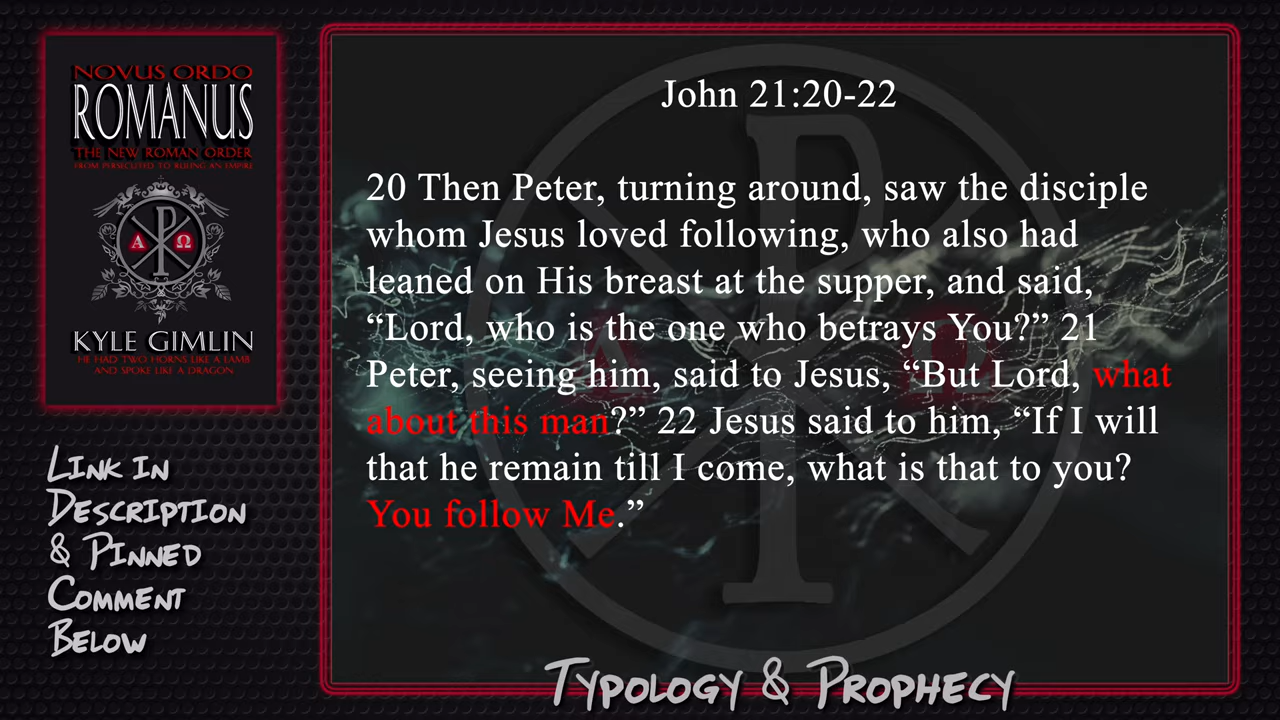 NOVUS ORDO
ROMANUS
THE NEW ROMAN ORDER
FROM PERSECUTED TO RULING AN EMPIRE
Α Ω
KYLE GIMLIN
HE HAD TWO HORNS LIKE A LAMB
AND SPOKE LIKE A DRAGON
Link in
Description
& Pinned
Comment
Below
John 21:20-22
20 Then Peter, turning around, saw the disciple
whom Jesus loved following, who also had
leaned on His breast at the supper, and said,
“Lord, who is the one who betrays You?” 21
Peter, seeing him, said to Jesus, “But Lord, what
about this man?” 22 Jesus said to him, “If I will
that he remain till I come, what is that to you?
You follow Me.”
Typology & Prophecy